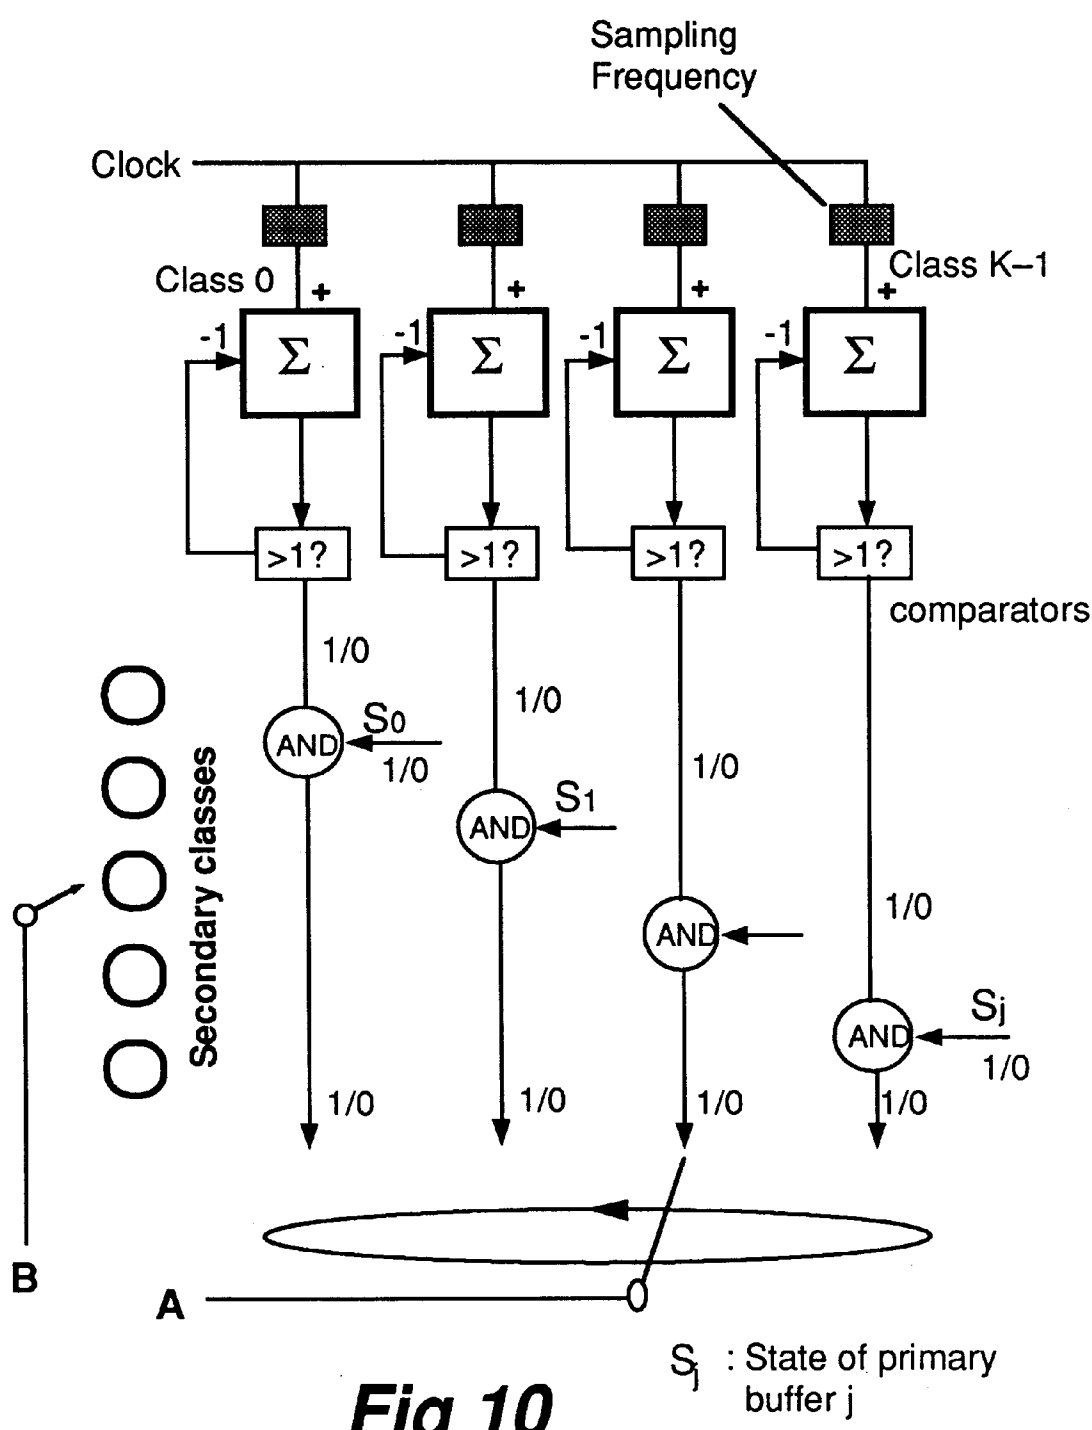 Sampling
Frequency
Clock
Class 0
Class K–1
+
+
+
+
-1
-1
-1
-1
Σ
Σ
Σ
Σ
>1?
>1?
>1?
>1?
comparators
1/0
1/0
1/0
1/0
S0
AND
1/0
S1
AND
AND
Sj
AND
1/0
Secondary classes
1/0
1/0
1/0
1/0
B
A
Sj : State of primary
buffer j
Fig 10